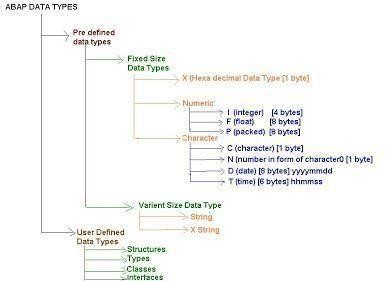 ABAP DATA TYPES
Pre defined
data types
Fixed Size
Data Types
X (Hexa decimal Data Type [1 byte]
Numeric
I (integer) [4 bytes]
F (float) [8 bytes]
P (packed) [8 bytes]
Character
C (character) [1 byte]
N (number in form of character0 [1 byte]
D (date) [8 bytes] yyyymmdd
T (time) [6 bytes] hhmmss
Varient Size Data Type
String
X String
User Defined
Data Types
Structures
Types
Classes
Interfaces